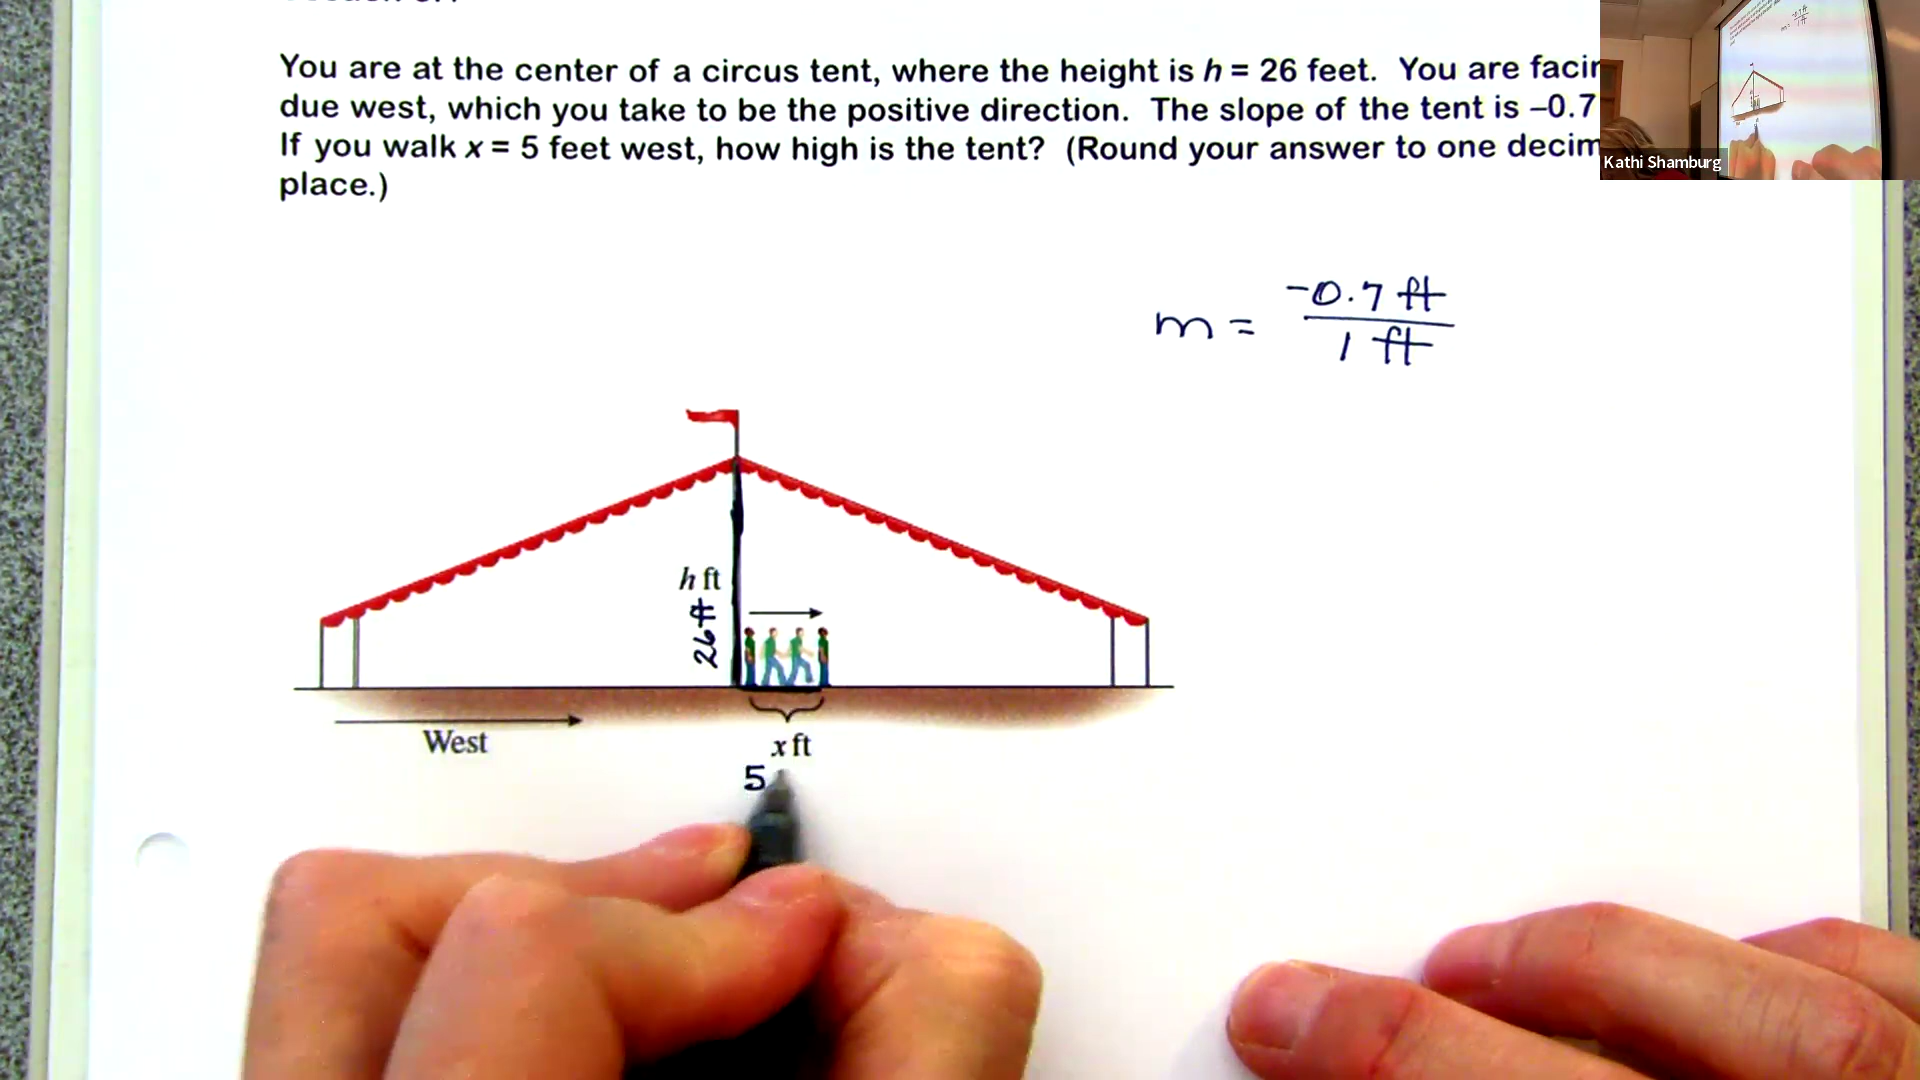 You are at the center of a circus tent, where the height is h = 26 feet. You are facin
due west, which you take to be the positive direction. The slope of the tent is –0.7
If you walk x = 5 feet west, how high is the tent? (Round your answer to one decim
place.)
Kathi Shamburg
m = -0.7 ft / 1 ft
h ft
26 ft
West
x ft
5